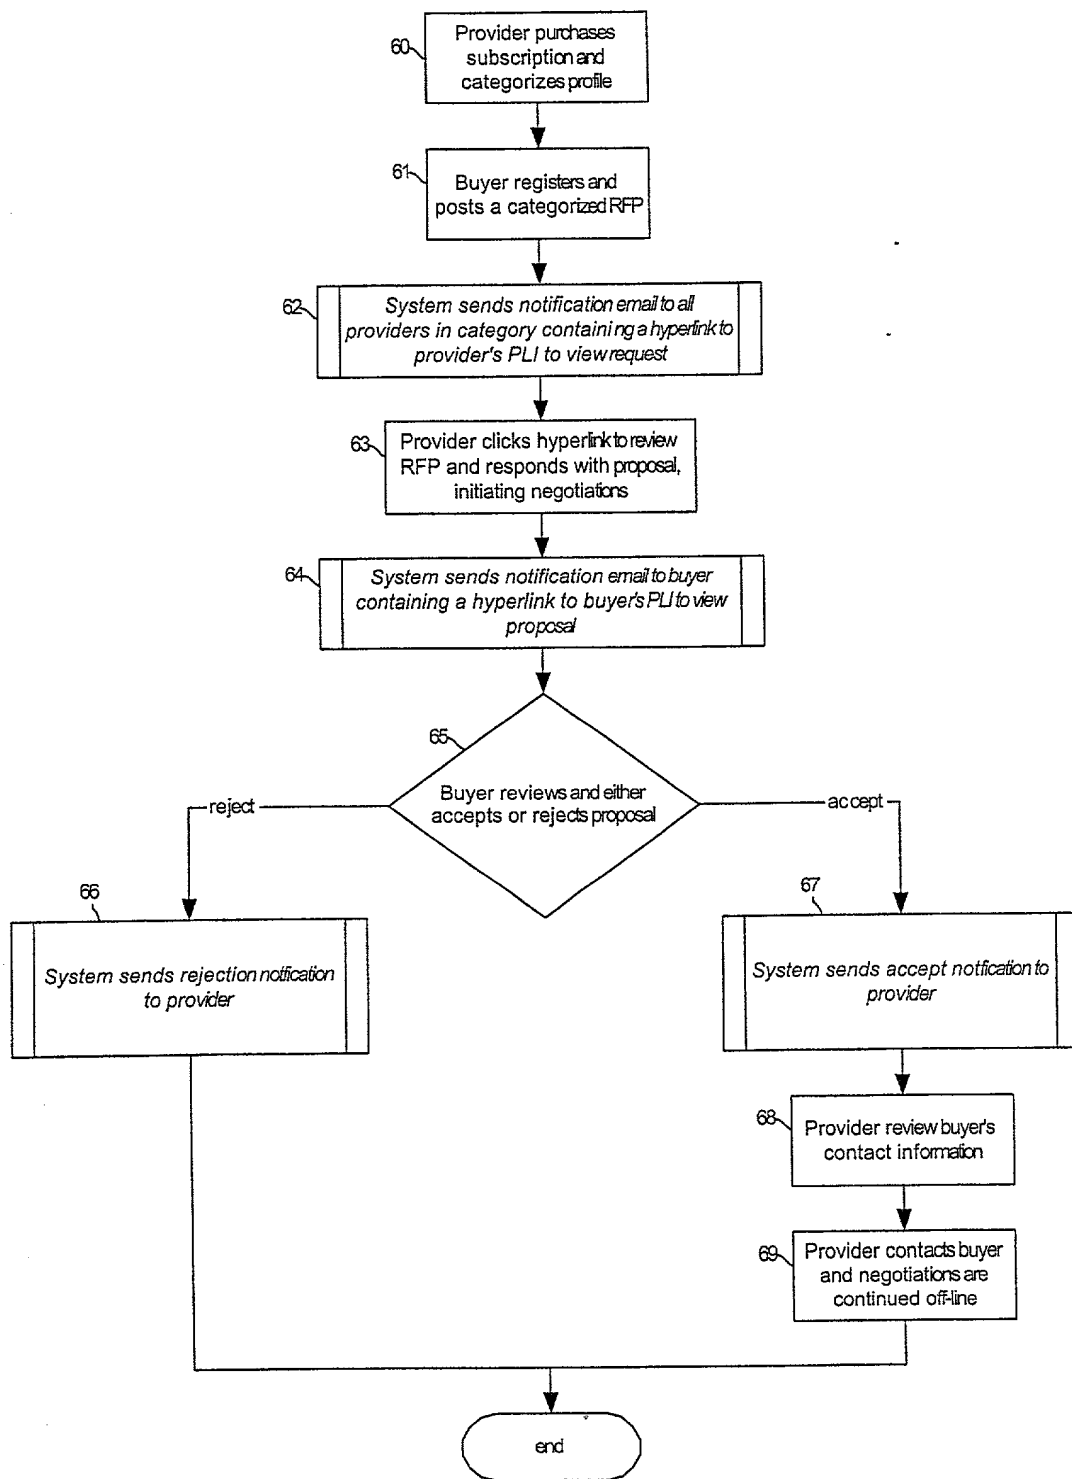 60
Provider purchases
subscription and
categorizes profile
61
Buyer registers and
posts a categorized RFP
62
System sends notification email to all
providers in category containing a hyperlink to
provider's PLI to view request
63
Provider clicks hyperlink to review
RFP and responds with proposal,
initiating negotiations
64
System sends notification email to buyer
containing a hyperlink to buyer's PLI to view
proposal
65
Buyer reviews and either
accepts or rejects proposal
reject
accept
66
System sends rejection notification
to provider
67
System sends accept notfication to
provider
68
Provider review buyer's
contact information
69
Provider contacts buyer
and negotiations are
continued off-line
end